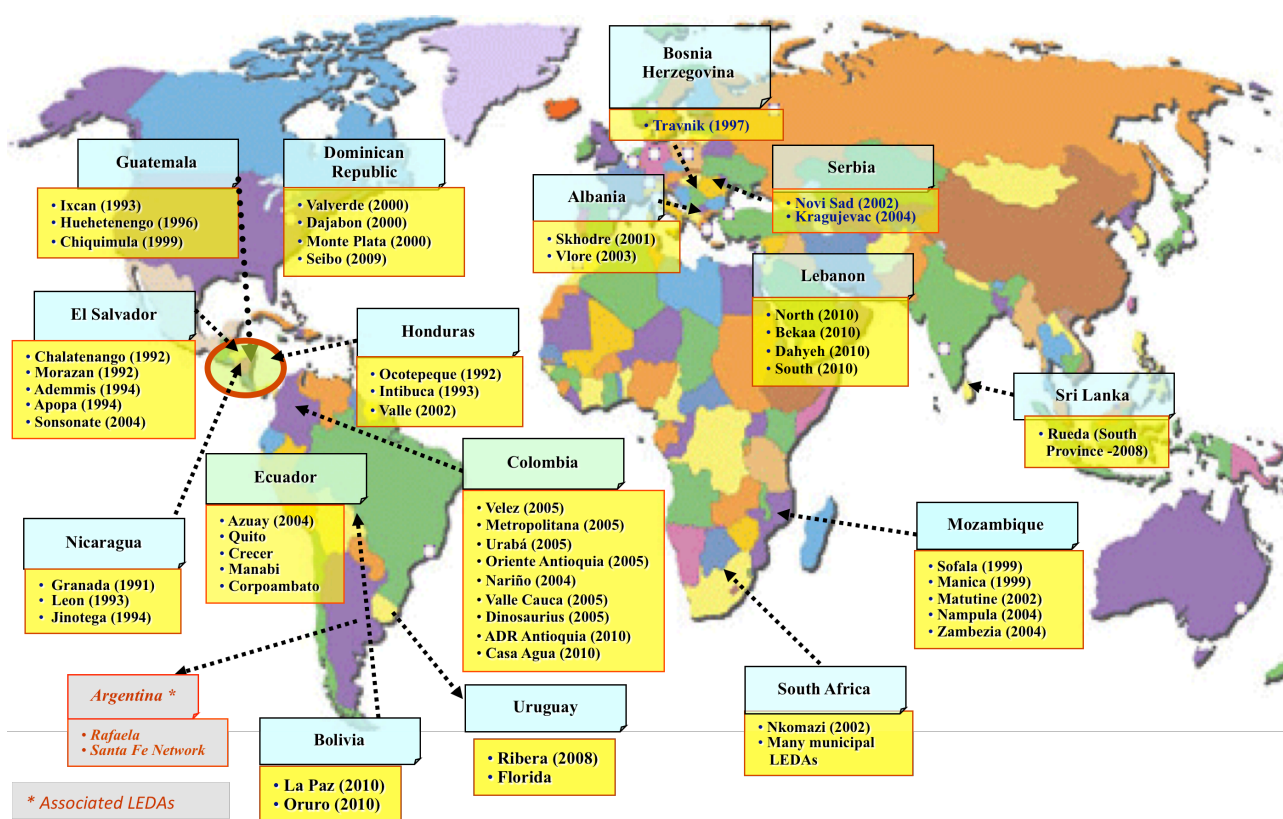 Bosnia
Herzegovina
• Travnik (1997)
Guatemala
• Ixcan (1993)
• Huehetenengo (1996)
• Chiquimula (1999)
Dominican
Republic
• Valverde (2000)
• Dajabon (2000)
• Monte Plata (2000)
• Seibo (2009)
Albania
• Skhodre (2001)
• Vlore (2003)
Serbia
• Novi Sad (2002)
• Kragujevac (2004)
Lebanon
• North (2010)
• Bekaa (2010)
• Dahyeh (2010)
• South (2010)
El Salvador
• Chalatenango (1992)
• Morazan (1992)
• Ademmis (1994)
• Apopa (1994)
• Sonsonate (2004)
Honduras
• Ocotepeque (1992)
• Intibuca (1993)
• Valle (2002)
Sri Lanka
• Rueda (South
Province -2008)
Ecuador
• Azuay (2004)
• Quito
• Crecer
• Manabi
• Corpoambato
Colombia
• Velez (2005)
• Metropolitana (2005)
• Urabá (2005)
• Oriente Antioquia (2005)
• Nariño (2004)
• Valle Cauca (2005)
• Dinosaurius (2005)
• ADR Antioquia (2010)
• Casa Agua (2010)
Nicaragua
• Granada (1991)
• Leon (1993)
• Jinotega (1994)
Mozambique
• Sofala (1999)
• Manica (1999)
• Matutine (2002)
• Nampula (2004)
• Zambezia (2004)
Argentina *
• Rafaela
• Santa Fe Network
Bolivia
• La Paz (2010)
• Oruro (2010)
Uruguay
• Ribera (2008)
• Florida
South Africa
• Nkomazi (2002)
• Many municipal
LEDAs
* Associated LEDAs